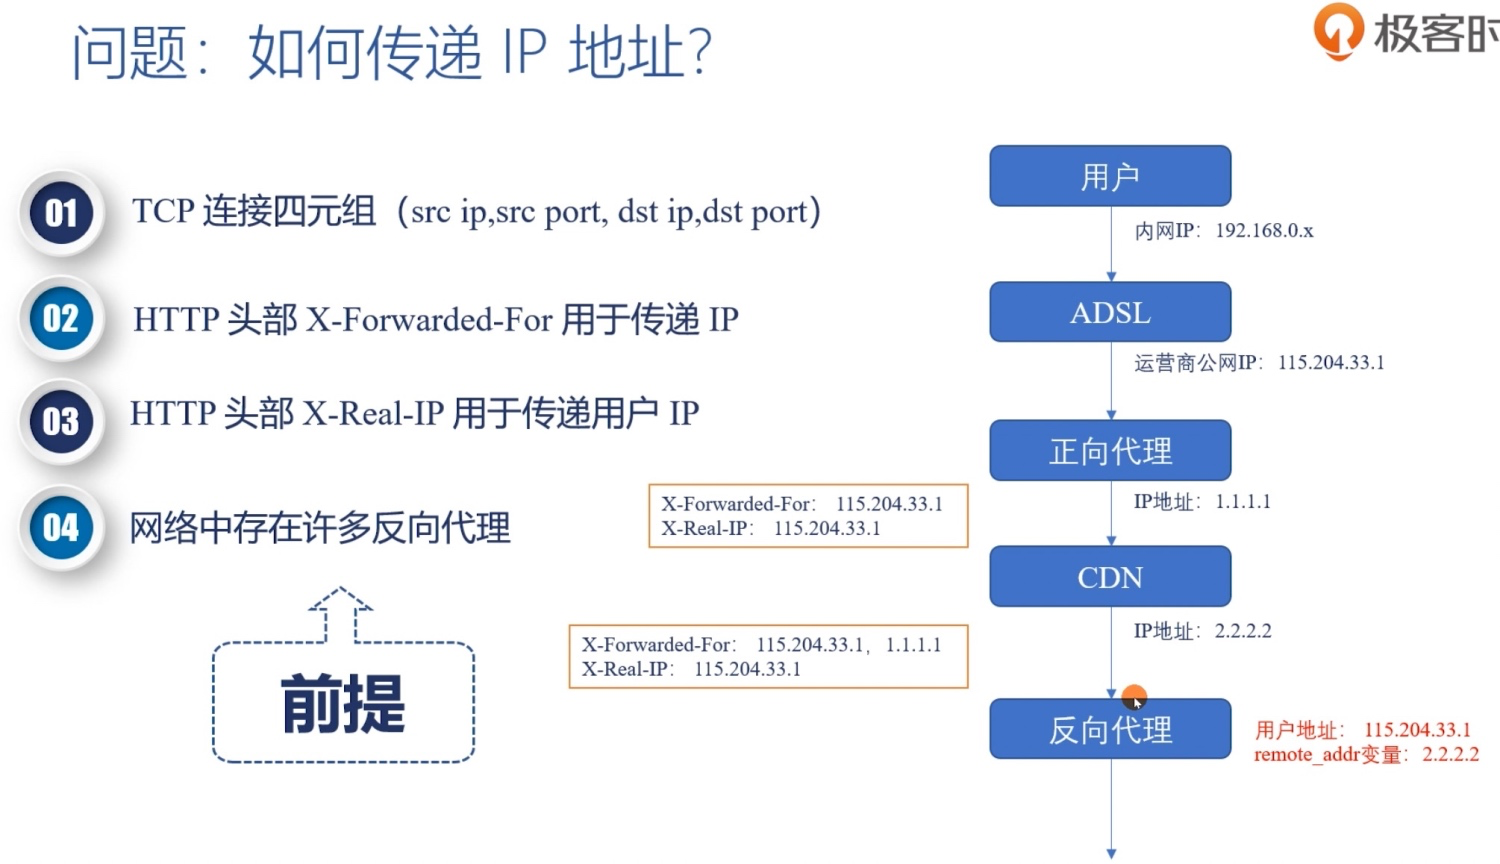 问题：如何传递 IP 地址？
极客时
01
TCP 连接四元组（src ip,src port, dst ip,dst port）
02
HTTP 头部 X-Forwarded-For 用于传递 IP
03
HTTP 头部 X-Real-IP 用于传递用户 IP
04
网络中存在许多反向代理
前提
用户
内网IP：192.168.0.x
ADSL
运营商公网IP：115.204.33.1
正向代理
IP地址：1.1.1.1
X-Forwarded-For： 115.204.33.1
X-Real-IP： 115.204.33.1
CDN
IP地址：2.2.2.2
X-Forwarded-For： 115.204.33.1，1.1.1.1
X-Real-IP： 115.204.33.1
反向代理
用户地址： 115.204.33.1
remote_addr变量：2.2.2.2